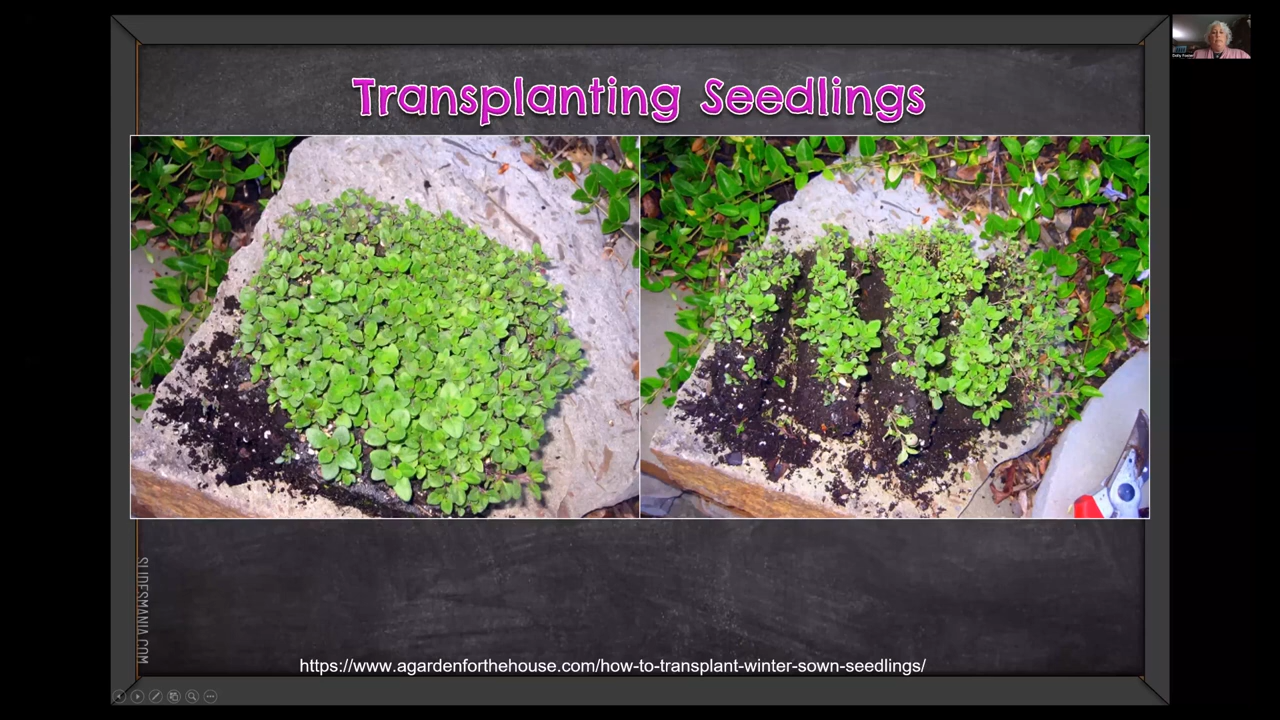 Transplanting Seedlings
SLIDESMANIA.COM
https://www.agardenforthehouse.com/how-to-transplant-winter-sown-seedlings/